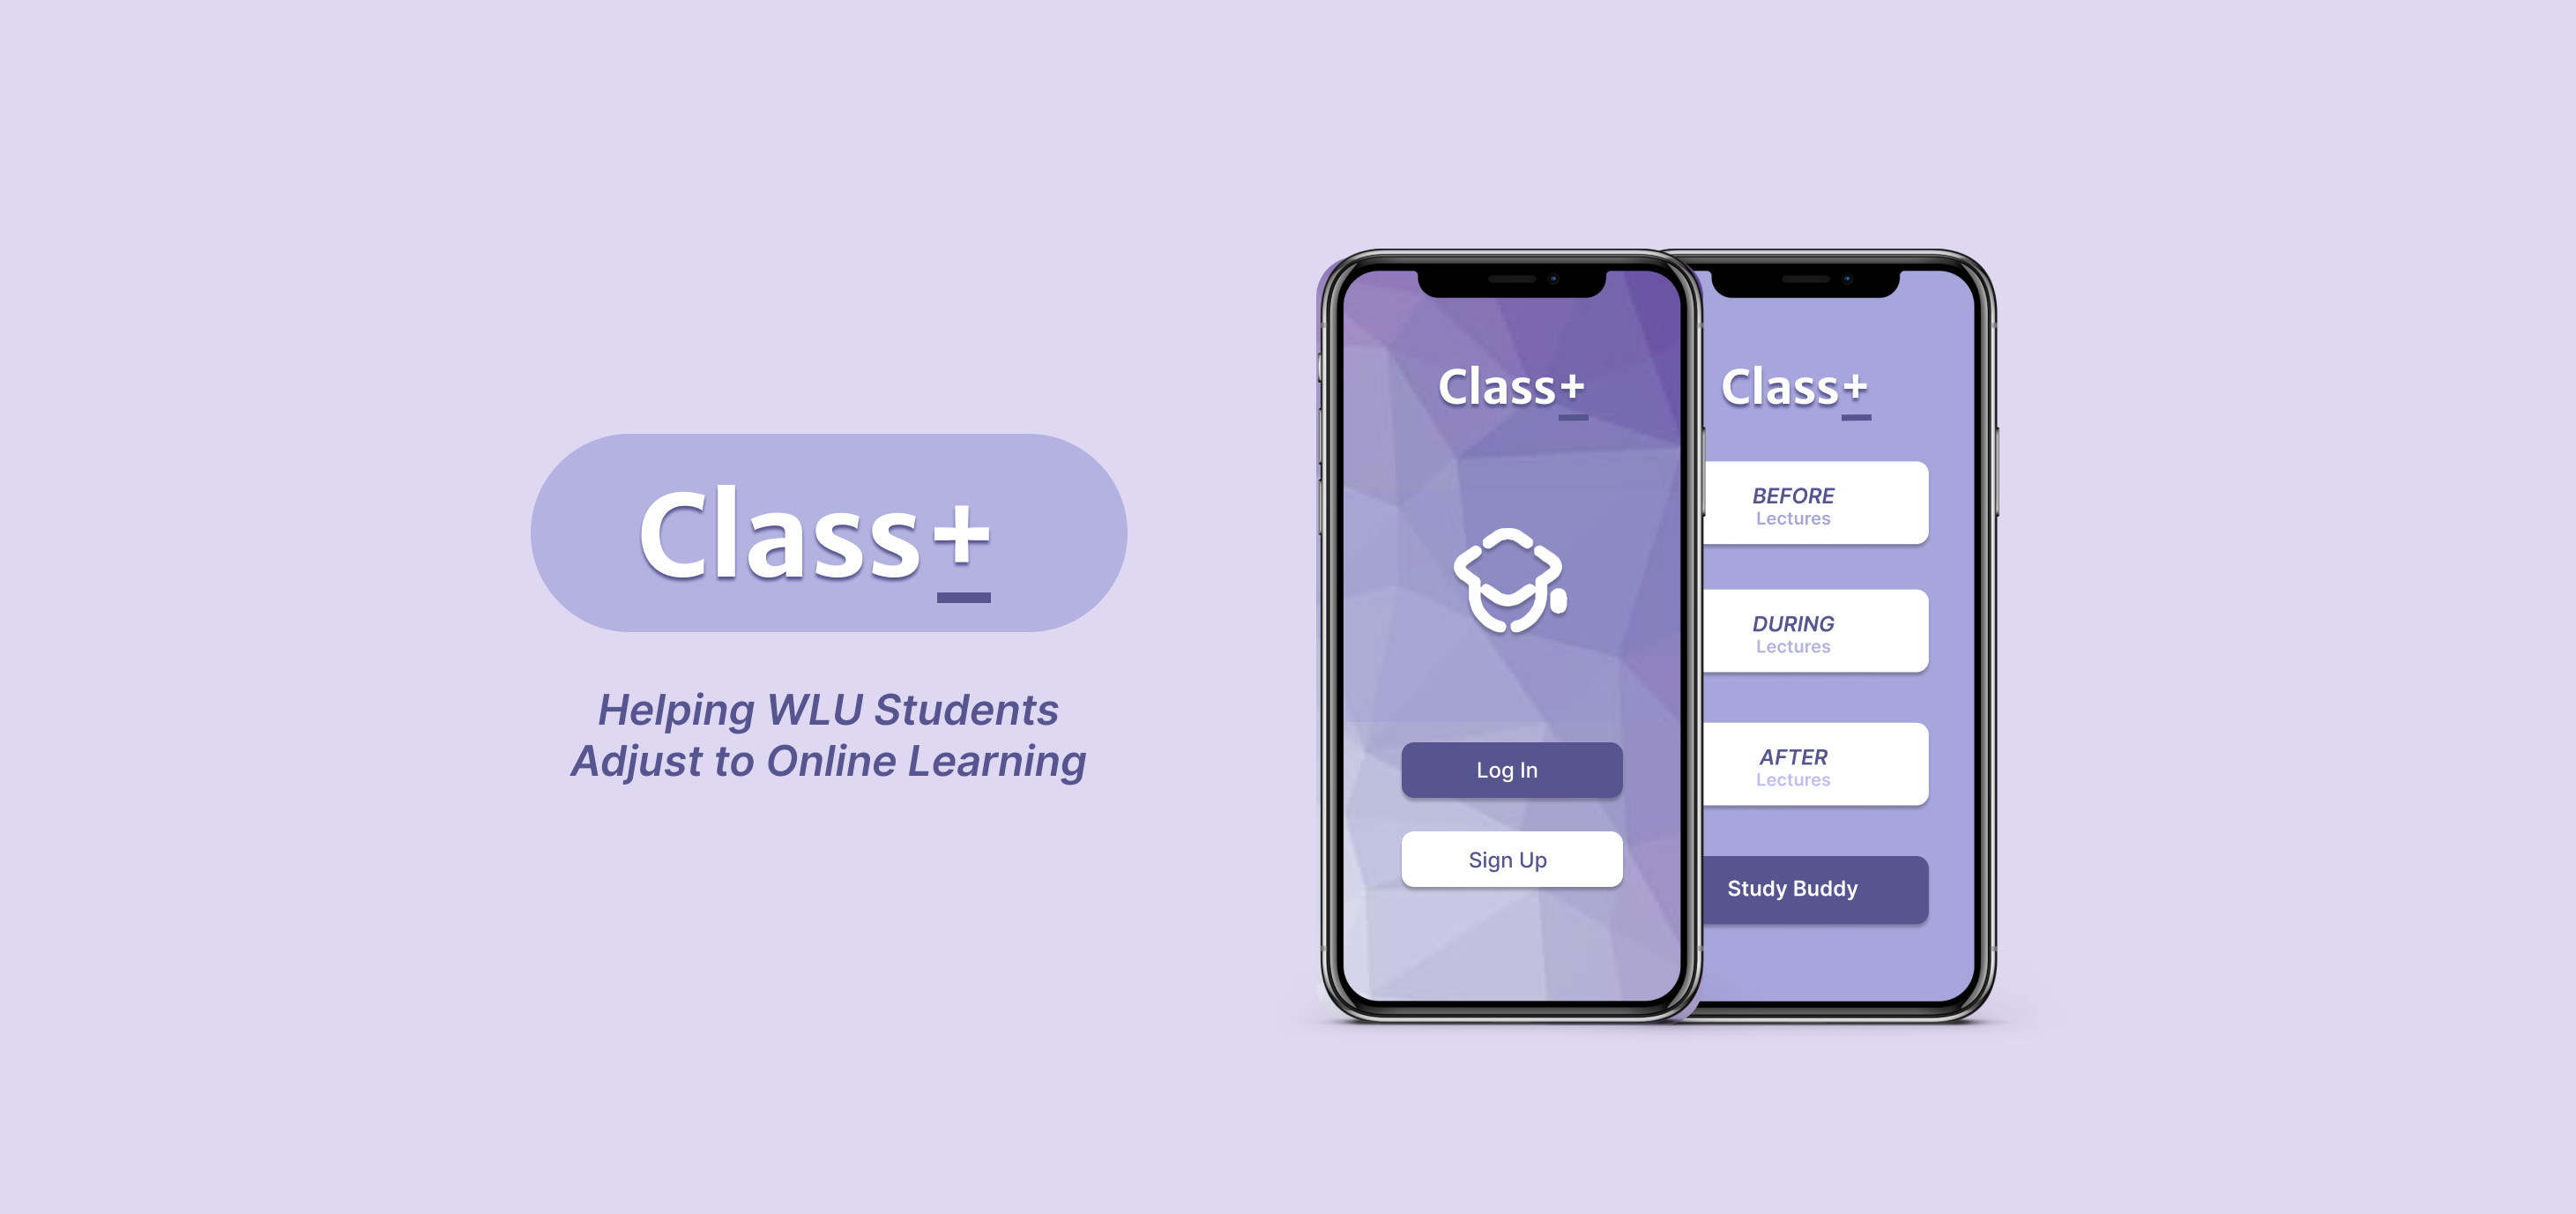 Class+
Helping WLU Students
Adjust to Online Learning
Class+
Log In
Sign Up
Class+
BEFORE
Lectures
DURING
Lectures
AFTER
Lectures
Study Buddy